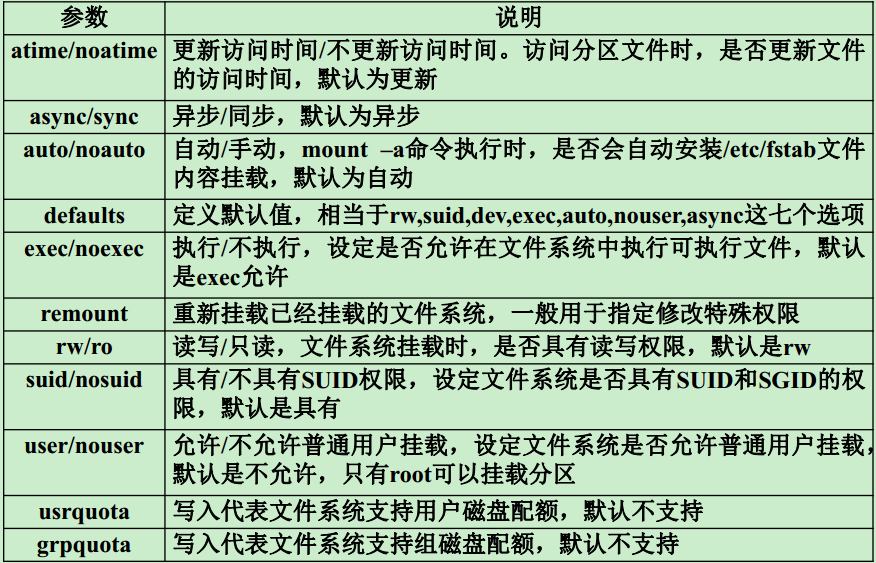 参数 说明
atime/noatime 更新访问时间/不更新访问时间。访问分区文件时，是否更新文件
的访问时间，默认为更新
async/sync 异步/同步，默认为异步
auto/noauto 自动/手动，mount –a命令执行时，是否会自动安装/etc/fstab文件
内容挂载，默认为自动
defaults 定义默认值，相当于rw,suid,dev,exec,auto,nouser,async这七个选项
exec/noexec 执行/不执行，设定是否允许在文件系统中执行可执行文件，默认
是exec允许
remount 重新挂载已经挂载的文件系统，一般用于指定修改特殊权限
rw/ro 读写/只读，文件系统挂载时，是否具有读写权限，默认是rw
suid/nosuid 具有/不具有SUID权限，设定文件系统是否具有SUID和SGID的权
限，默认是具有
user/nouser 允许/不允许普通用户挂载，设定文件系统是否允许普通用户挂载，
默认是不允许，只有root可以挂载分区
usrquota 写入代表文件系统支持用户磁盘配额，默认不支持
grpquota 写入代表文件系统支持组磁盘配额，默认不支持